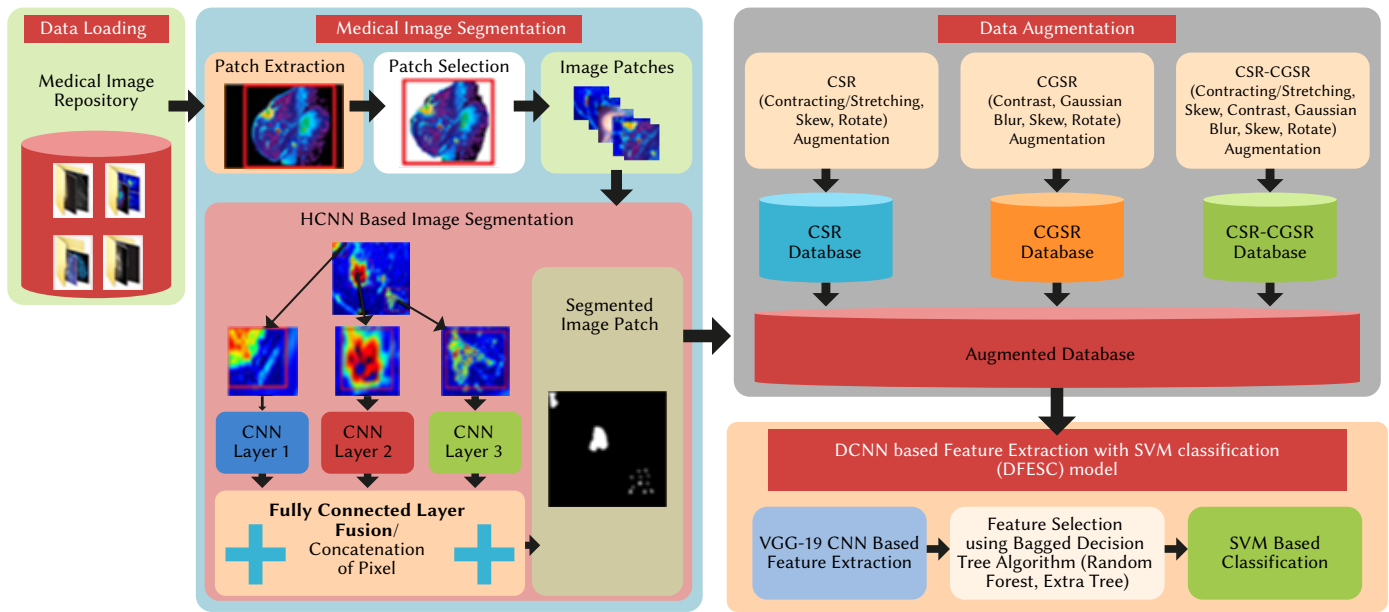 Data Loading
Medical Image
Repository
Medical Image Segmentation
Patch Extraction
Patch Selection
Image Patches
HCNN Based Image Segmentation
CNN
Layer 1
CNN
Layer 2
CNN
Layer 3
Fully Connected Layer
Fusion/
Concatenation
of Pixel
Segmented
Image Patch
Data Augmentation
CSR
(Contracting/Stretching,
Skew, Rotate)
Augmentation
CGSR
(Contrast, Gaussian
Blur, Skew, Rotate)
Augmentation
CSR-CGSR
(Contracting/Stretching,
Skew, Contrast, Gaussian
Blur, Skew, Rotate)
Augmentation
CSR
Database
CGSR
Database
CSR-CGSR
Database
Augmented Database
DCNN based Feature Extraction with SVM classification
(DFESC) model
VGG-19 CNN Based
Feature Extraction
Feature Selection
using Bagged Decision
Tree Algorithm (Random
Forest, Extra Tree)
SVM Based
Classification